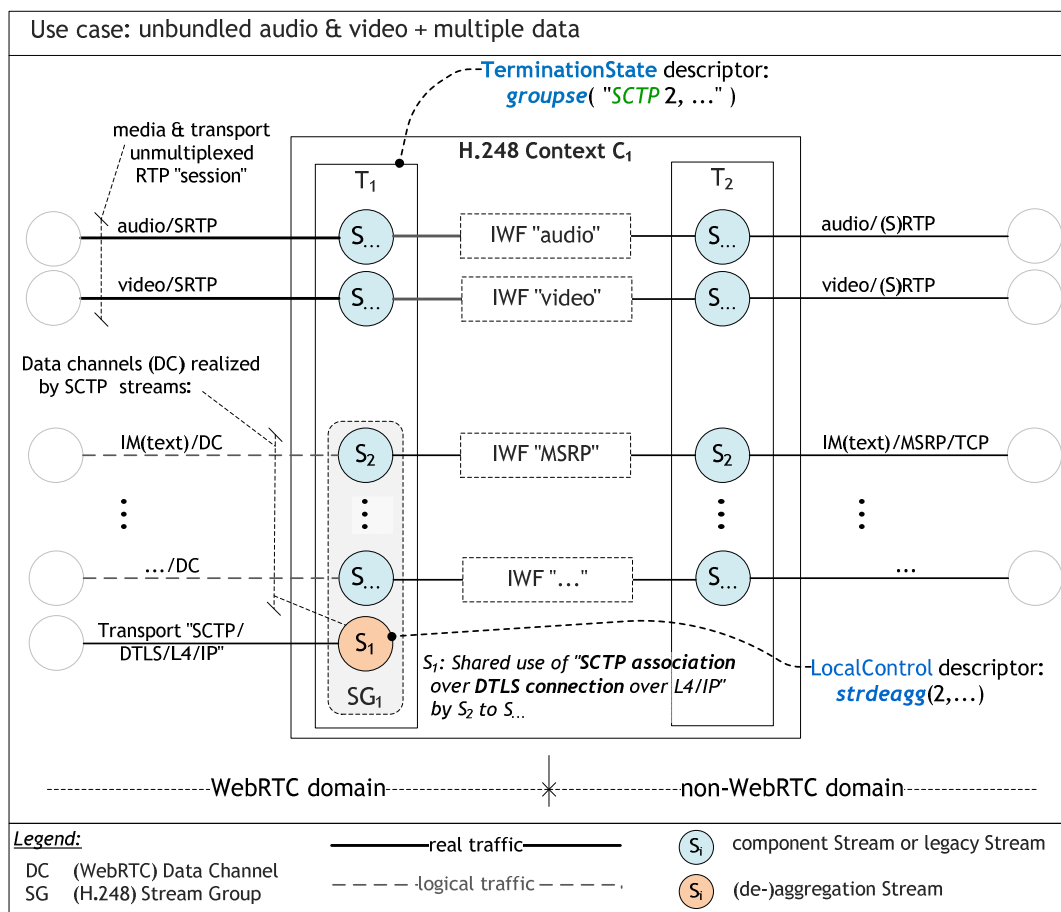 Use case: unbundled audio & video + multiple data
TerminationState descriptor:
groupse( "SCTP 2, ..." )
media & transport
unmultiplexed
RTP "session"
H.248 Context C1
T1
T2
audio/SRTP
S...
IWF "audio"
S...
audio/(S)RTP
video/SRTP
S...
IWF "video"
S...
video/(S)RTP
Data channels (DC) realized
by SCTP streams:
IM(text)/DC
S2
IWF "MSRP"
S2
IM(text)/MSRP/TCP
.../DC
S...
IWF "..."
S...
...
Transport "SCTP/
DTLS/L4/IP"
S1
SG1
S1: Shared use of "SCTP association
over DTLS connection over L4/IP"
by S2 to S...
LocalControl descriptor:
strdeagg(2,...)
WebRTC domain
non-WebRTC domain
Legend:
DC (WebRTC) Data Channel
SG (H.248) Stream Group
real traffic
logical traffic
Si component Stream or legacy Stream
Si (de-)aggregation Stream